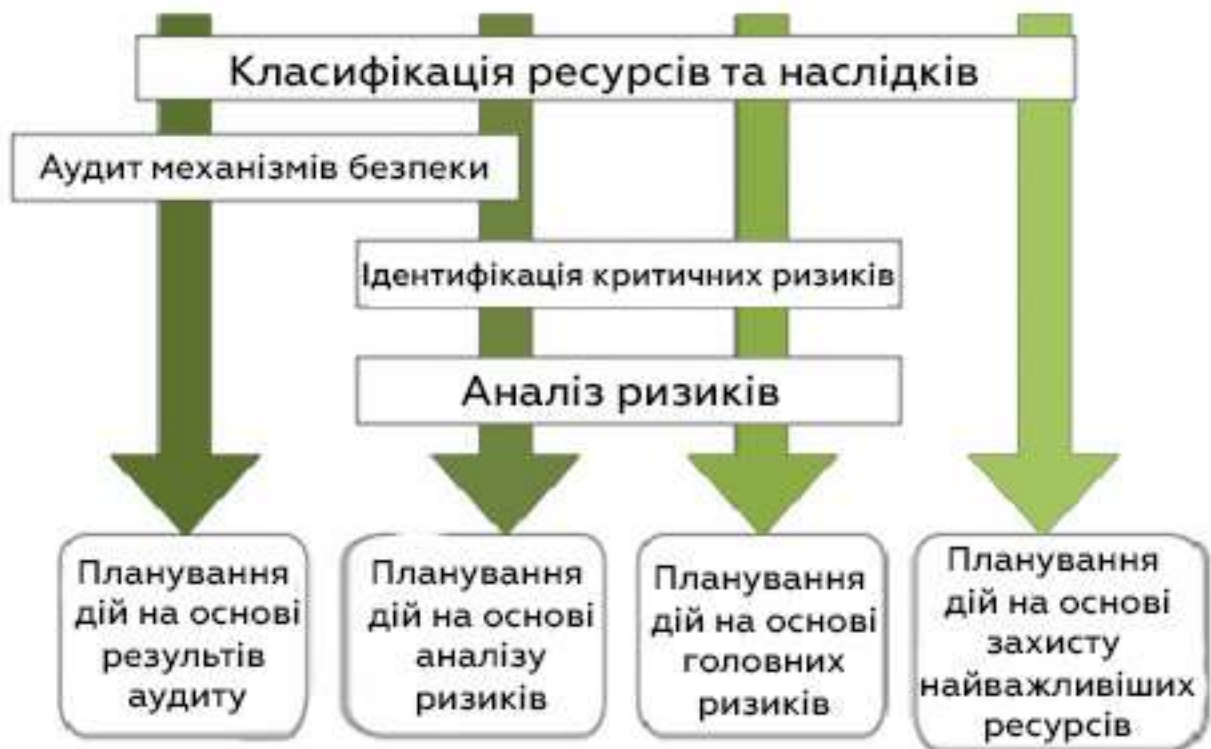 Класифікація ресурсів та наслідків
Аудит механізмів безпеки
Ідентифікація критичних ризиків
Аналіз ризиків
Планування
дій на основі
результів
аудиту
Планування
дій на основі
аналізу
ризиків
Планування
дій на основі
головних
ризиків
Планування
дій на основі
захисту
найважливіших
ресурсів